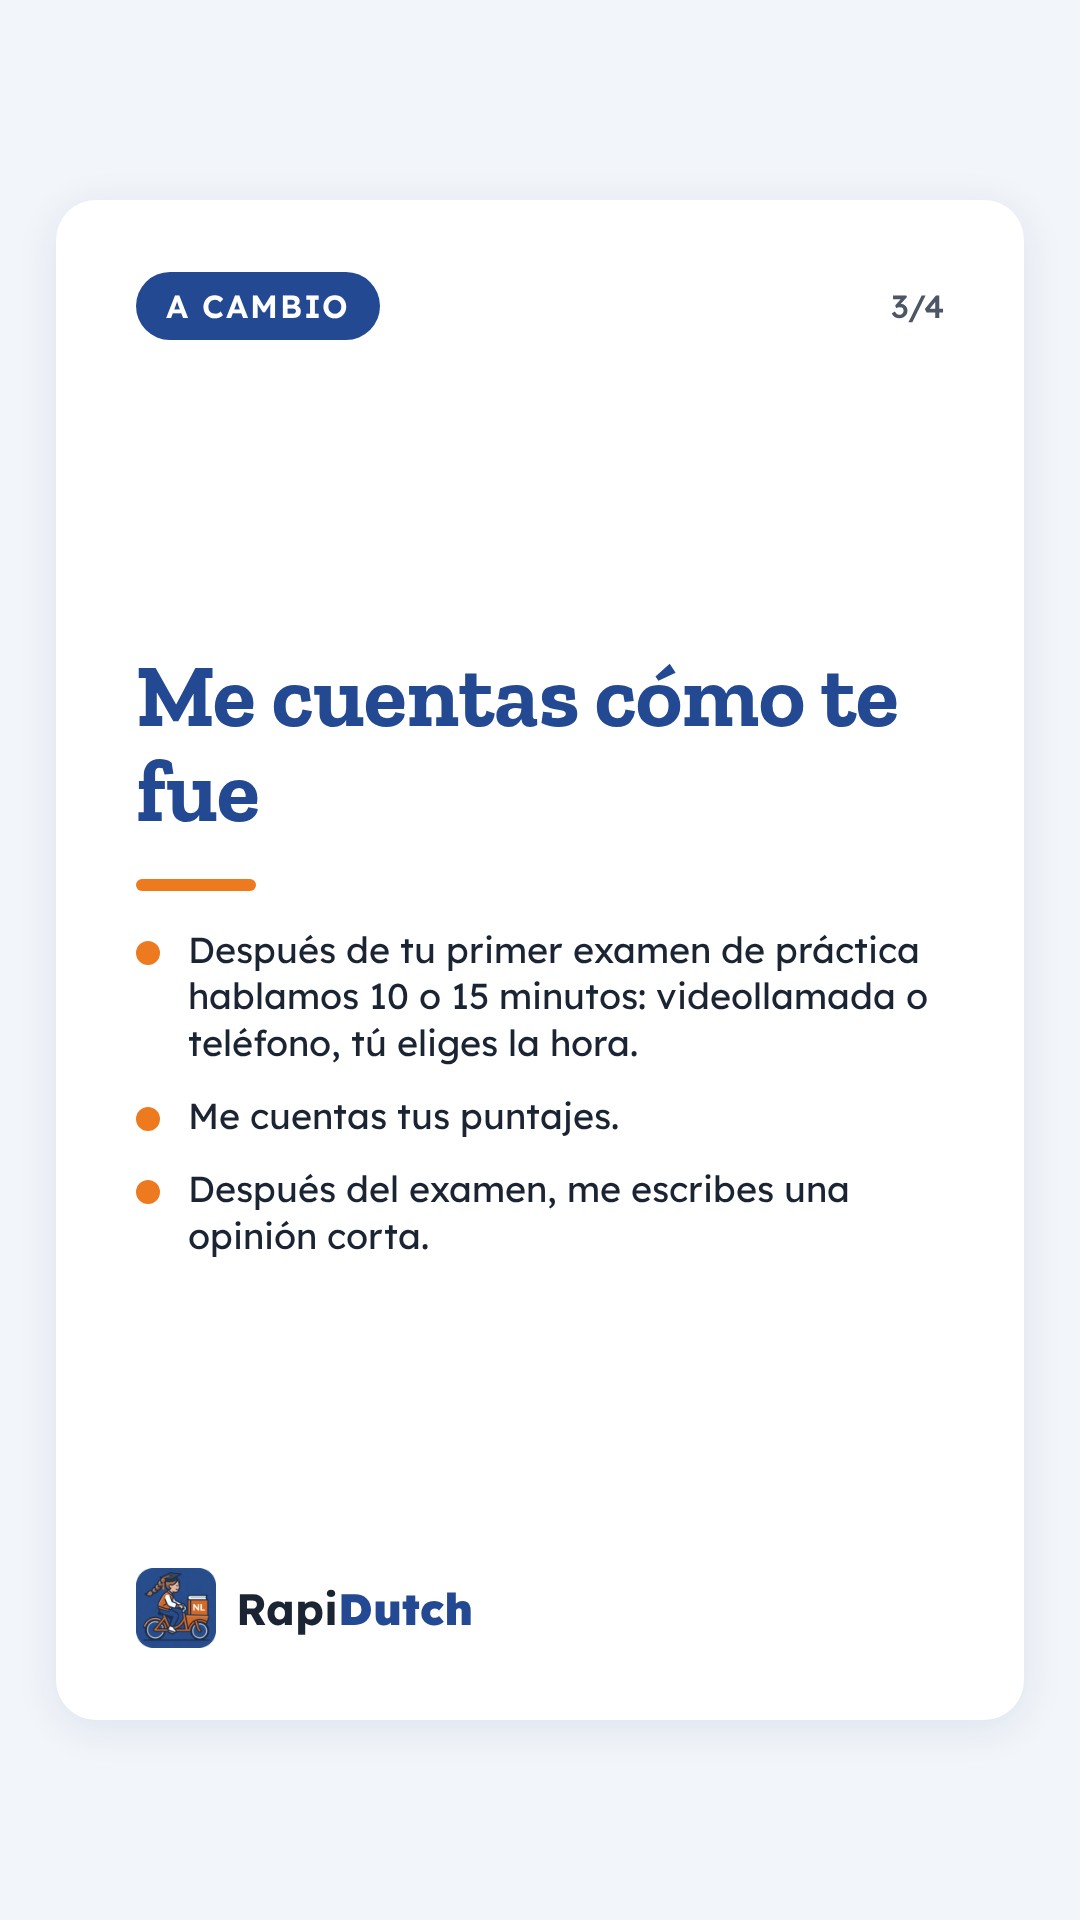 A CAMBIO
3/4
Me cuentas cómo te
fue
Después de tu primer examen de práctica
hablamos 10 o 15 minutos: videollamada o
teléfono, tú eliges la hora.
Me cuentas tus puntajes.
Después del examen, me escribes una
opinión corta.
NL
RapiDutch